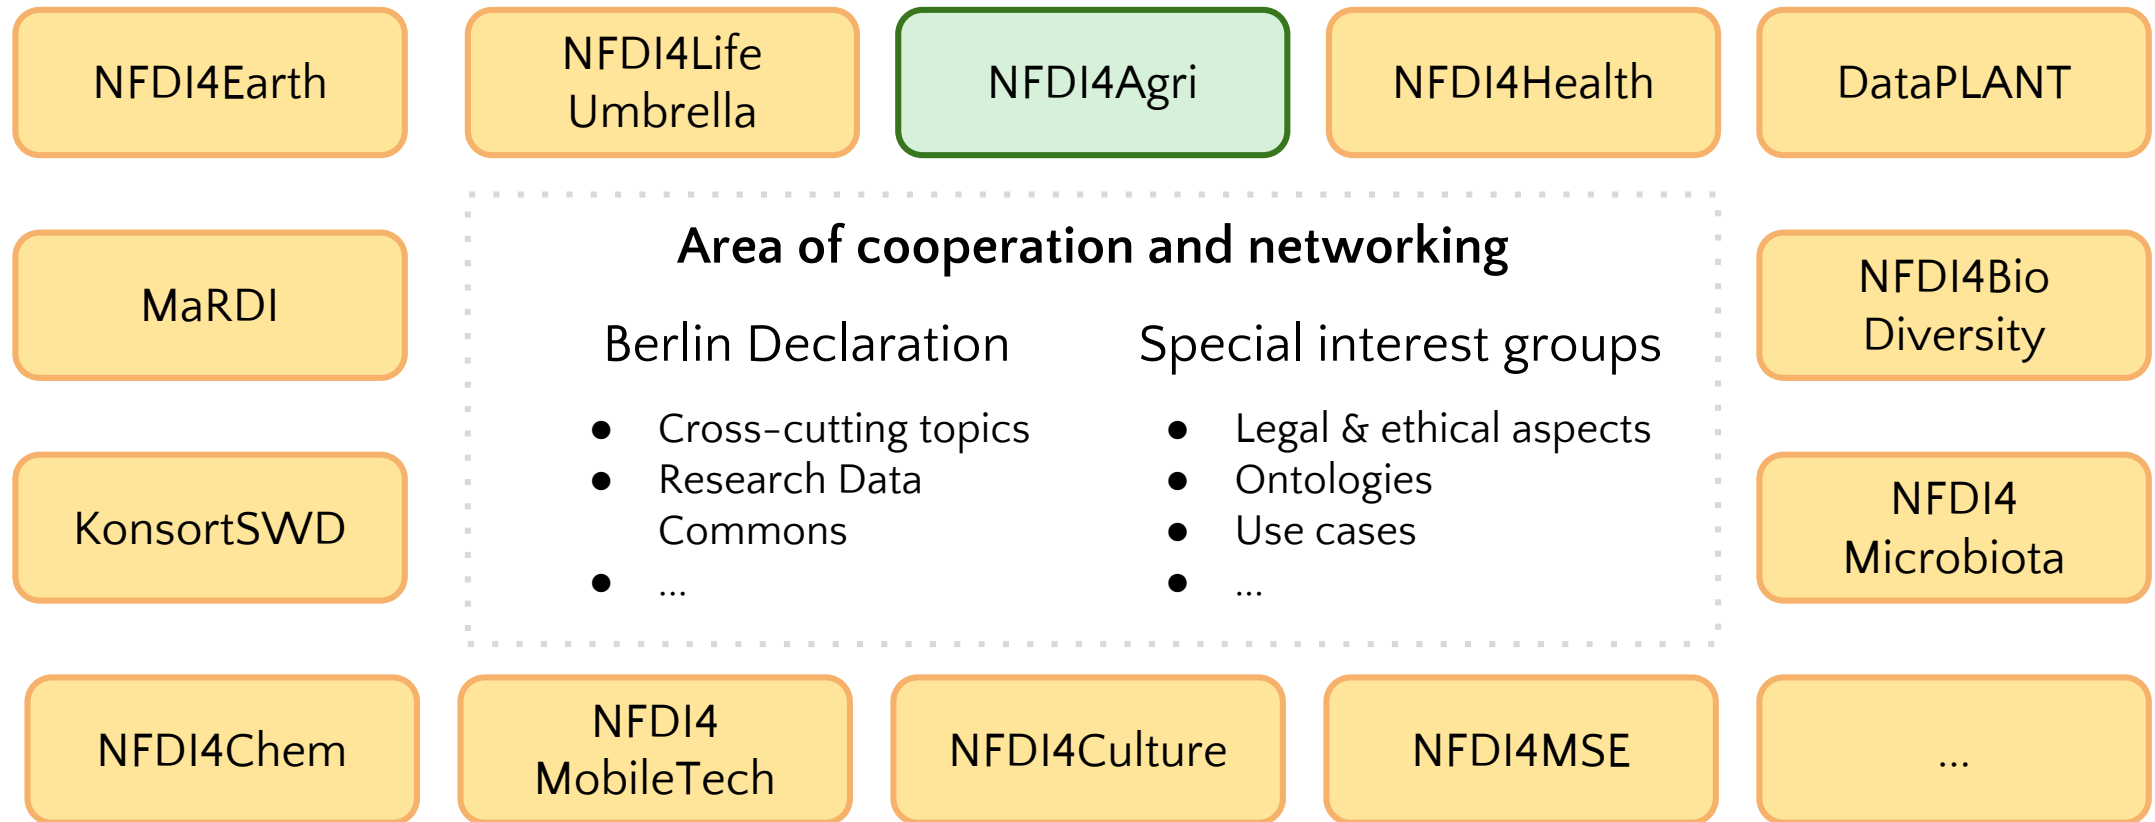 NFDI4Earth
NFDI4Life
Umbrella
NFDI4Agri
NFDI4Health
DataPLANT
MaRDI
KonsortSWD
Area of cooperation and networking
Berlin Declaration
● Cross-cutting topics
● Research Data
Commons
● ...
Special interest groups
● Legal & ethical aspects
● Ontologies
● Use cases
● ...
NFDI4Bio
Diversity
NFDI4
Microbiota
NFDI4Chem
NFDI4
MobileTech
NFDI4Culture
NFDI4MSE
...